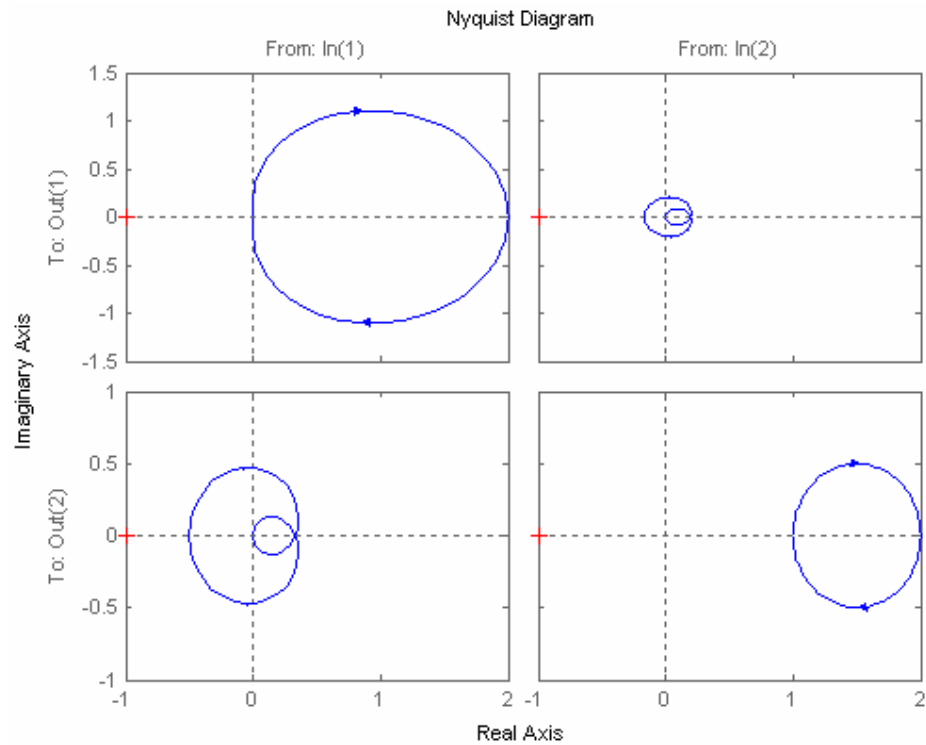 Nyquist Diagram
From: In(1)
From: In(2)
To: Out(1)
1.5
1
0.5
0
-0.5
-1
-1.5
Imaginary Axis
To: Out(2)
1
0.5
0
-0.5
-1
-1 0 1 2
-1 0 1 2
Real Axis